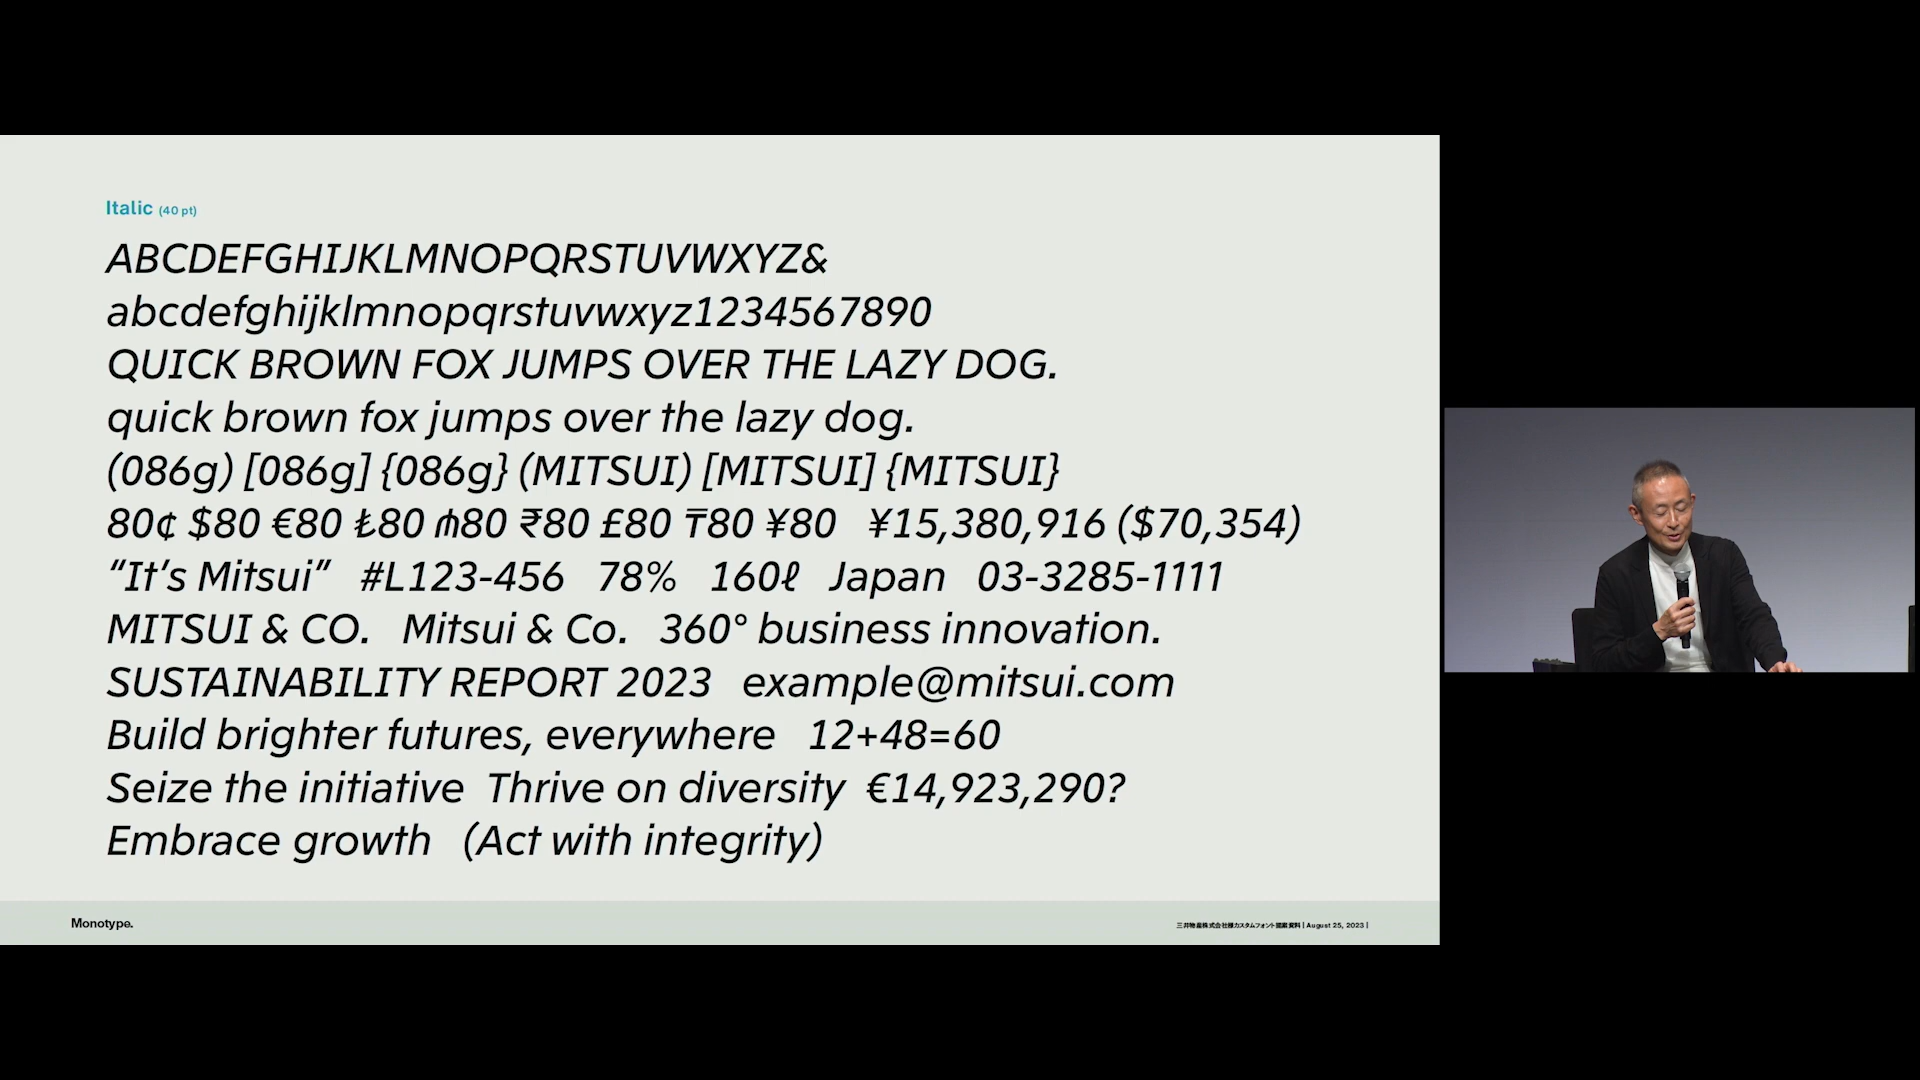 Italic (40 pt)
ABCDEFGHIJKLMNOPQRSTUVWXYZ&
abcdefghijklmnopqrstuvwxyz1234567890
QUICK BROWN FOX JUMPS OVER THE LAZY DOG.
quick brown fox jumps over the lazy dog.
(086g) [086g] {086g} (MITSUI) [MITSUI] {MITSUI}
80¢ $80 €80 ₺80 ₼80 ₹80 £80 ₸80 ¥80 ¥15,380,916 ($70,354)
“It’s Mitsui” #L123-456 78% 160ℓ Japan 03-3285-1111
MITSUI & CO. Mitsui & Co. 360° business innovation.
SUSTAINABILITY REPORT 2023 example@mitsui.com
Build brighter futures, everywhere 12+48=60
Seize the initiative Thrive on diversity €14,923,290?
Embrace growth (Act with integrity)
Monotype.
三井物産株式会社様カスタムフォント提案資料 | August 25, 2023 |